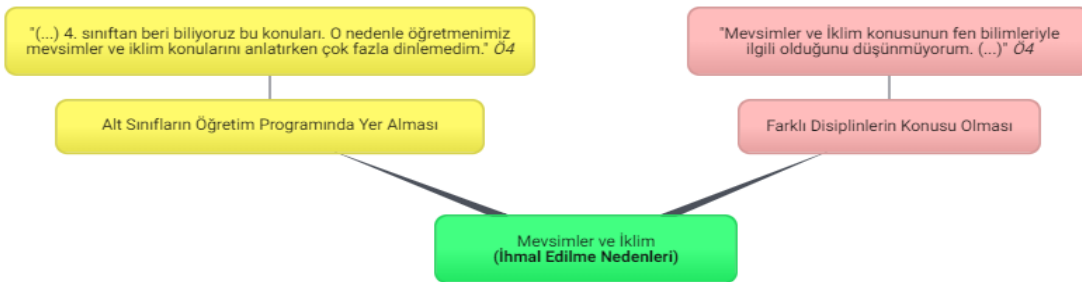 "(...) 4. sınıftan beri biliyoruz bu konuları. O nedenle öğretmenimiz
mevsimler ve iklim konularını anlatırken çok fazla dinlemedim." Ö4
"Mevsimler ve İklim konusunun fen bilimleriyle
ilgili olduğunu düşünmüyorum. (...)" Ö4
Alt Sınıfların Öğretim Programında Yer Alması
Farklı Disiplinlerin Konusu Olması
Mevsimler ve İklim
(İhmal Edilme Nedenleri)